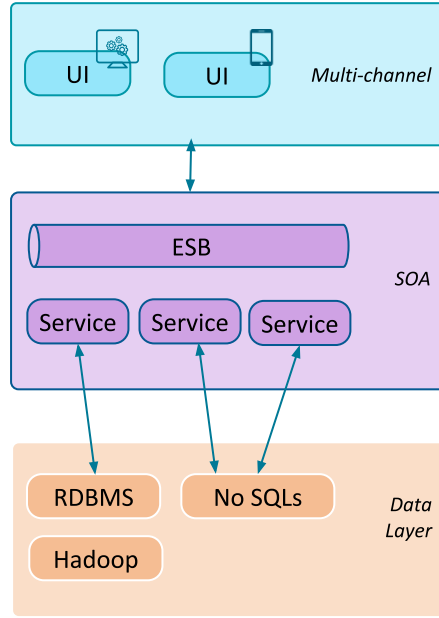 UI
UI
Multi-channel
ESB
SOA
Service
Service
Service
RDBMS
No SQLs
Data
Layer
Hadoop